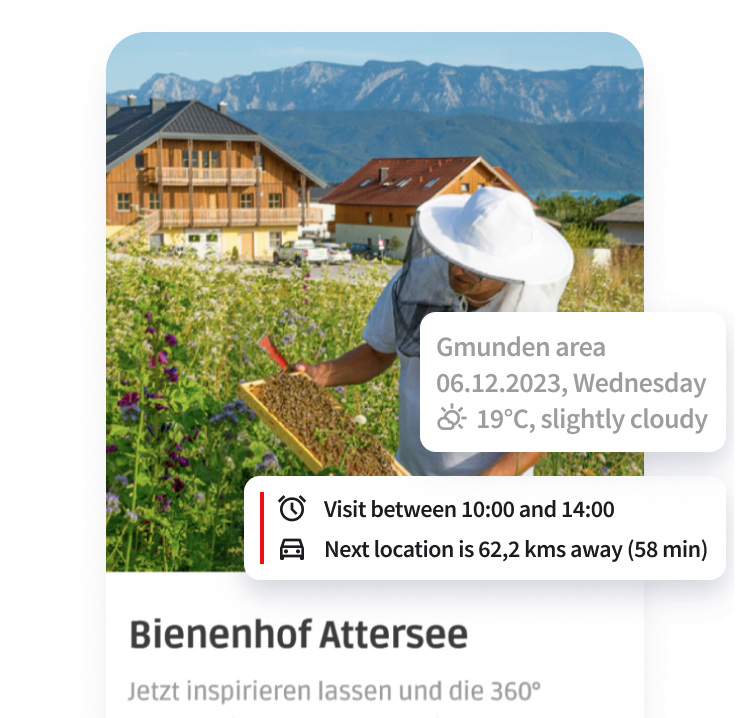 Gmunden area
06.12.2023, Wednesday
19°C, slightly cloudy
Visit between 10:00 and 14:00
Next location is 62,2 kms away (58 min)
Bienenhof Attersee
Jetzt inspirieren lassen und die 360°